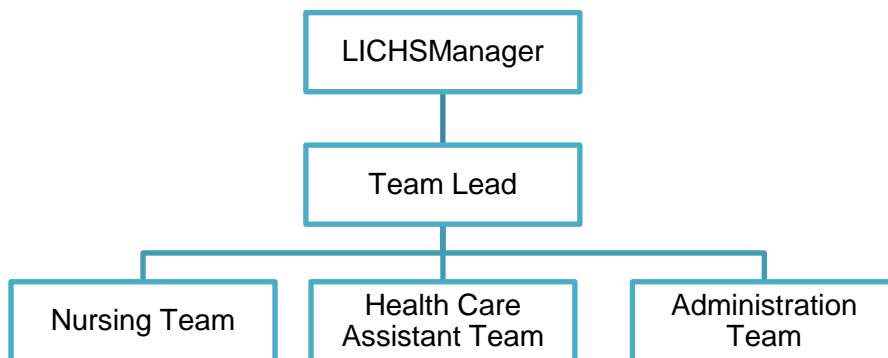 LICHSManager
Team Lead
Nursing Team
Health Care
Assistant Team
Administration
Team